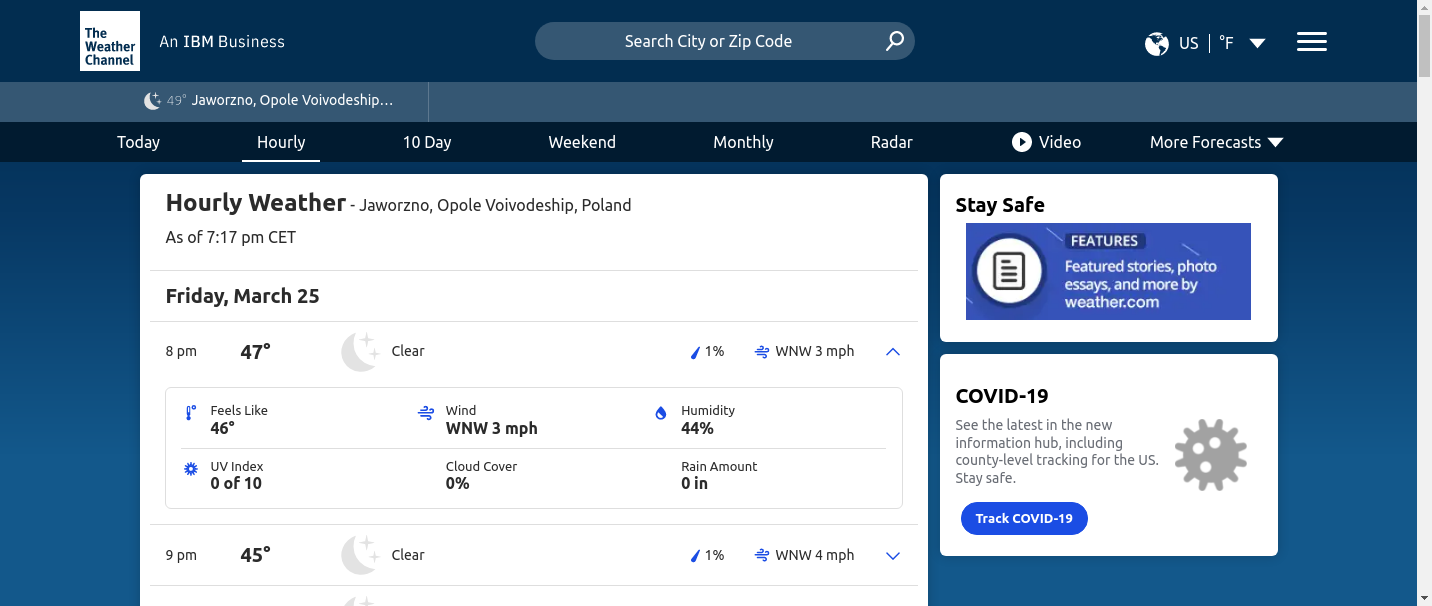 The
Weather
Channel
An IBM Business
Search City or Zip Code
US
°F
49° Jaworzno, Opole Voivodeship...
Today
Hourly
10 Day
Weekend
Monthly
Radar
Video
More Forecasts
Hourly Weather - Jaworzno, Opole Voivodeship, Poland
As of 7:17 pm CET
Friday, March 25
8 pm 47° Clear 1% WNW 3 mph
Feels Like
46°
Wind
WNW 3 mph
Humidity
44%
UV Index
0 of 10
Cloud Cover
0%
Rain Amount
0 in
9 pm 45° Clear 1% WNW 4 mph
Stay Safe
FEATURES
Featured stories, photo
essays, and more by
weather.com
COVID-19
See the latest in the new
information hub, including
county-level tracking for the US.
Stay safe.
Track COVID-19